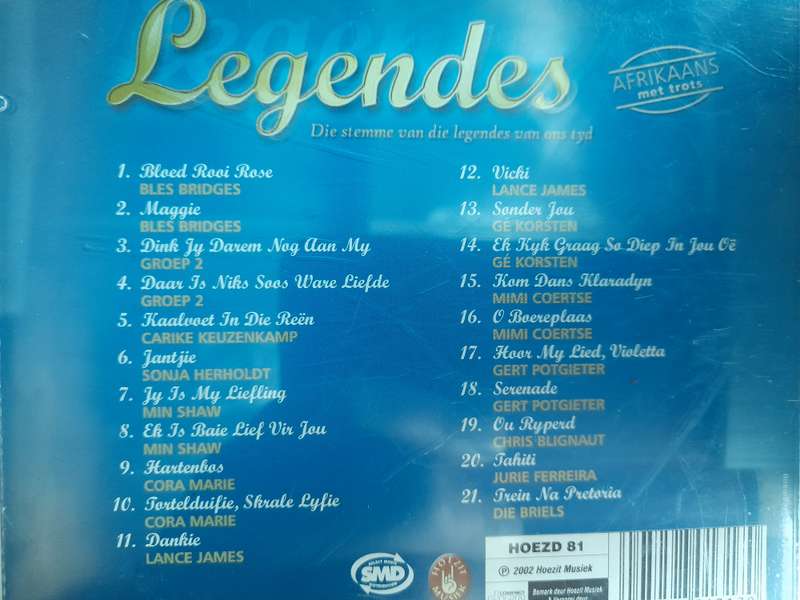 Legendes
AFRIKAANS
met trots
Die stemme van die legendes van ons tyd
1. Bloed Rooi Rose
BLES BRIDGES
2. Maggie
BLES BRIDGES
3. Dink Jy Darem Nog Aan My
GROEP 2
4. Daar Is Niks Soos Ware Liefde
GROEP 2
5. Kaalvoet In Die Reën
CARIKE KEUZENKAMP
6. Jantjie
SONJA HERHOLDT
7. Jy Is My Liefling
MIN SHAW
8. Ek Is Baie Lief Vir Jou
MIN SHAW
9. Hartenbos
CORA MARIE
10. Tortelduifie, Skrale Lyfie
CORA MARIE
11. Dankie
LANCE JAMES
12. Vicki
LANCE JAMES
13. Sonder Jou
GÉ KORSTEN
14. Ek Kyk Graag So Diep In Jou Oë
GÉ KORSTEN
15. Kom Dans Klaradyn
MIMI COERTSE
16. O Boereplaas
MIMI COERTSE
17. Hoor My Lied, Violetta
GERT POTGIETER
18. Serenade
GERT POTGIETER
19. Ou Ryperd
CHRIS BLIGNAUT
20. Tahiti
JURIE FERREIRA
21. Trein Na Pretoria
DIE BRIELS
SMD
HOEZIT
MUSIEK
HOEZD 81
℗ 2002 Hoezit Musiek
Bemark deur Hoezit Musiek